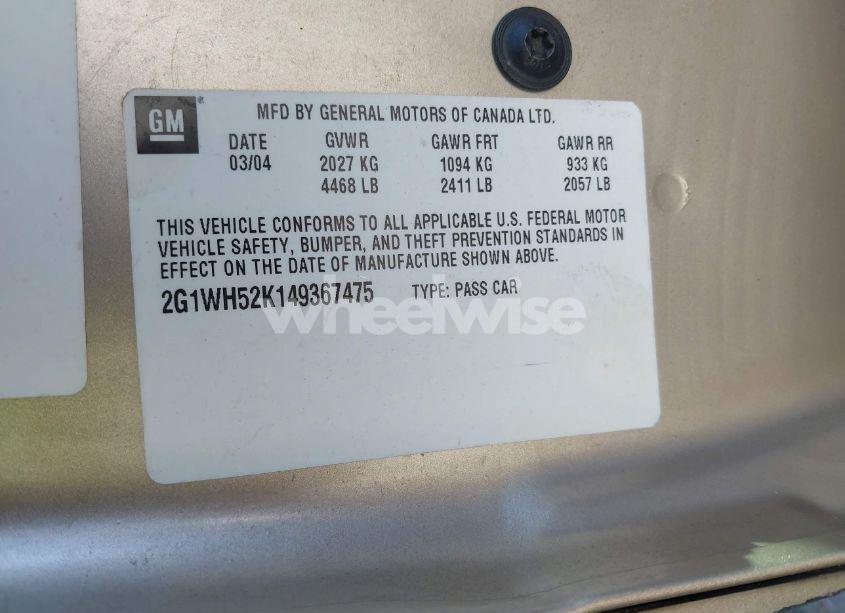 GM
MFD BY GENERAL MOTORS OF CANADA LTD.
DATE GVWR GAWR FRT GAWR RR
03/04 2027 KG 1094 KG 933 KG
4468 LB 2411 LB 2057 LB
THIS VEHICLE CONFORMS TO ALL APPLICABLE U.S. FEDERAL MOTOR
VEHICLE SAFETY, BUMPER, AND THEFT PREVENTION STANDARDS IN
EFFECT ON THE DATE OF MANUFACTURE SHOWN ABOVE.
2G1WH52K149367475 TYPE: PASS CAR
wheelwise